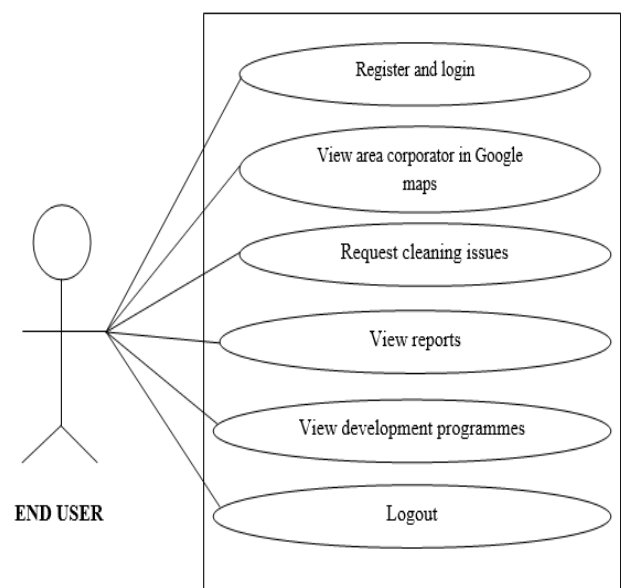 Register and login
View area corporator in Google
maps
Request cleaning issues
View reports
View development programmes
Logout
END USER